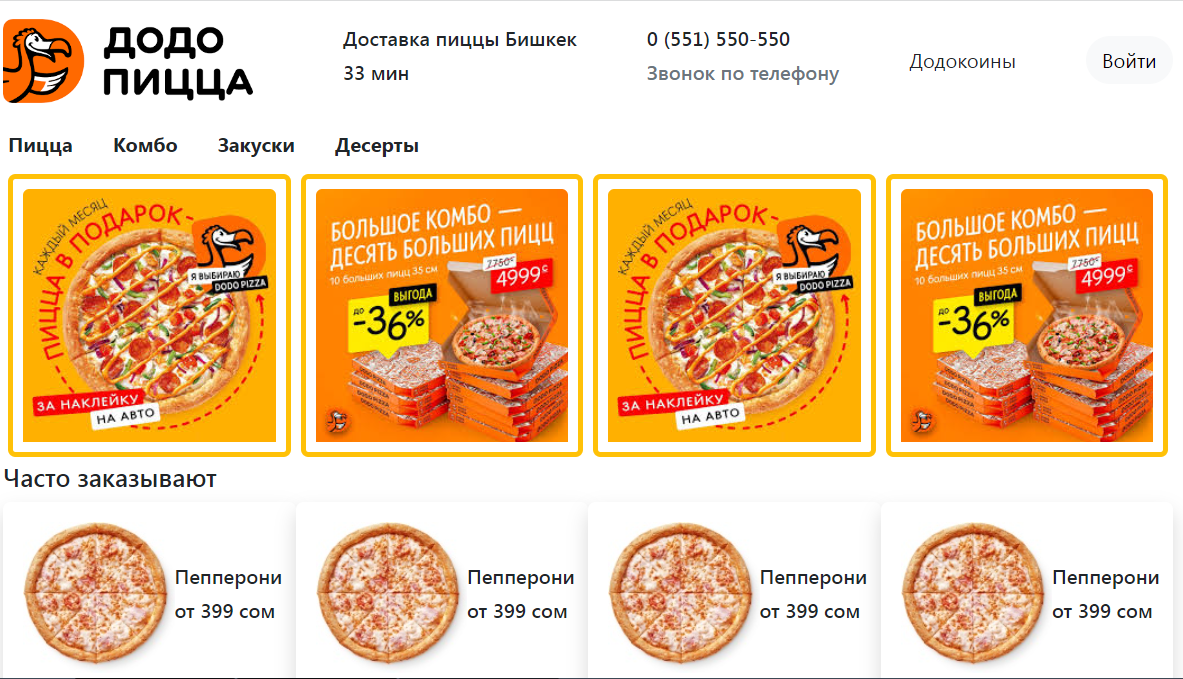 ДОДО
ПИЦЦА
Доставка пиццы Бишкек
33 мин
0 (551) 550-550
Звонок по телефону
Додокоины
Войти
Пицца
Комбо
Закуски
Десерты
КАЖДЫЙ МЕСЯЦ
ПИЦЦА В ПОДАРОК-
Я ВЫБИРАЮ
DODO PIZZA
ЗА НАКЛЕЙКУ
НА АВТО
БОЛЬШОЕ КОМБО —
ДЕСЯТЬ БОЛЬШИХ ПИЦЦ
10 больших пицц 35 см
7750с
4999с
ВЫГОДА
до
-36%
DODO PIZZA
КАЖДЫЙ МЕСЯЦ
ПИЦЦА В ПОДАРОК-
Я ВЫБИРАЮ
DODO PIZZA
ЗА НАКЛЕЙКУ
НА АВТО
БОЛЬШОЕ КОМБО —
ДЕСЯТЬ БОЛЬШИХ ПИЦЦ
10 больших пицц 35 см
7750с
4999с
ВЫГОДА
до
-36%
DODO PIZZA
Часто заказывают
Пепперони
от 399 сом
Пепперони
от 399 сом
Пепперони
от 399 сом
Пепперони
от 399 сом